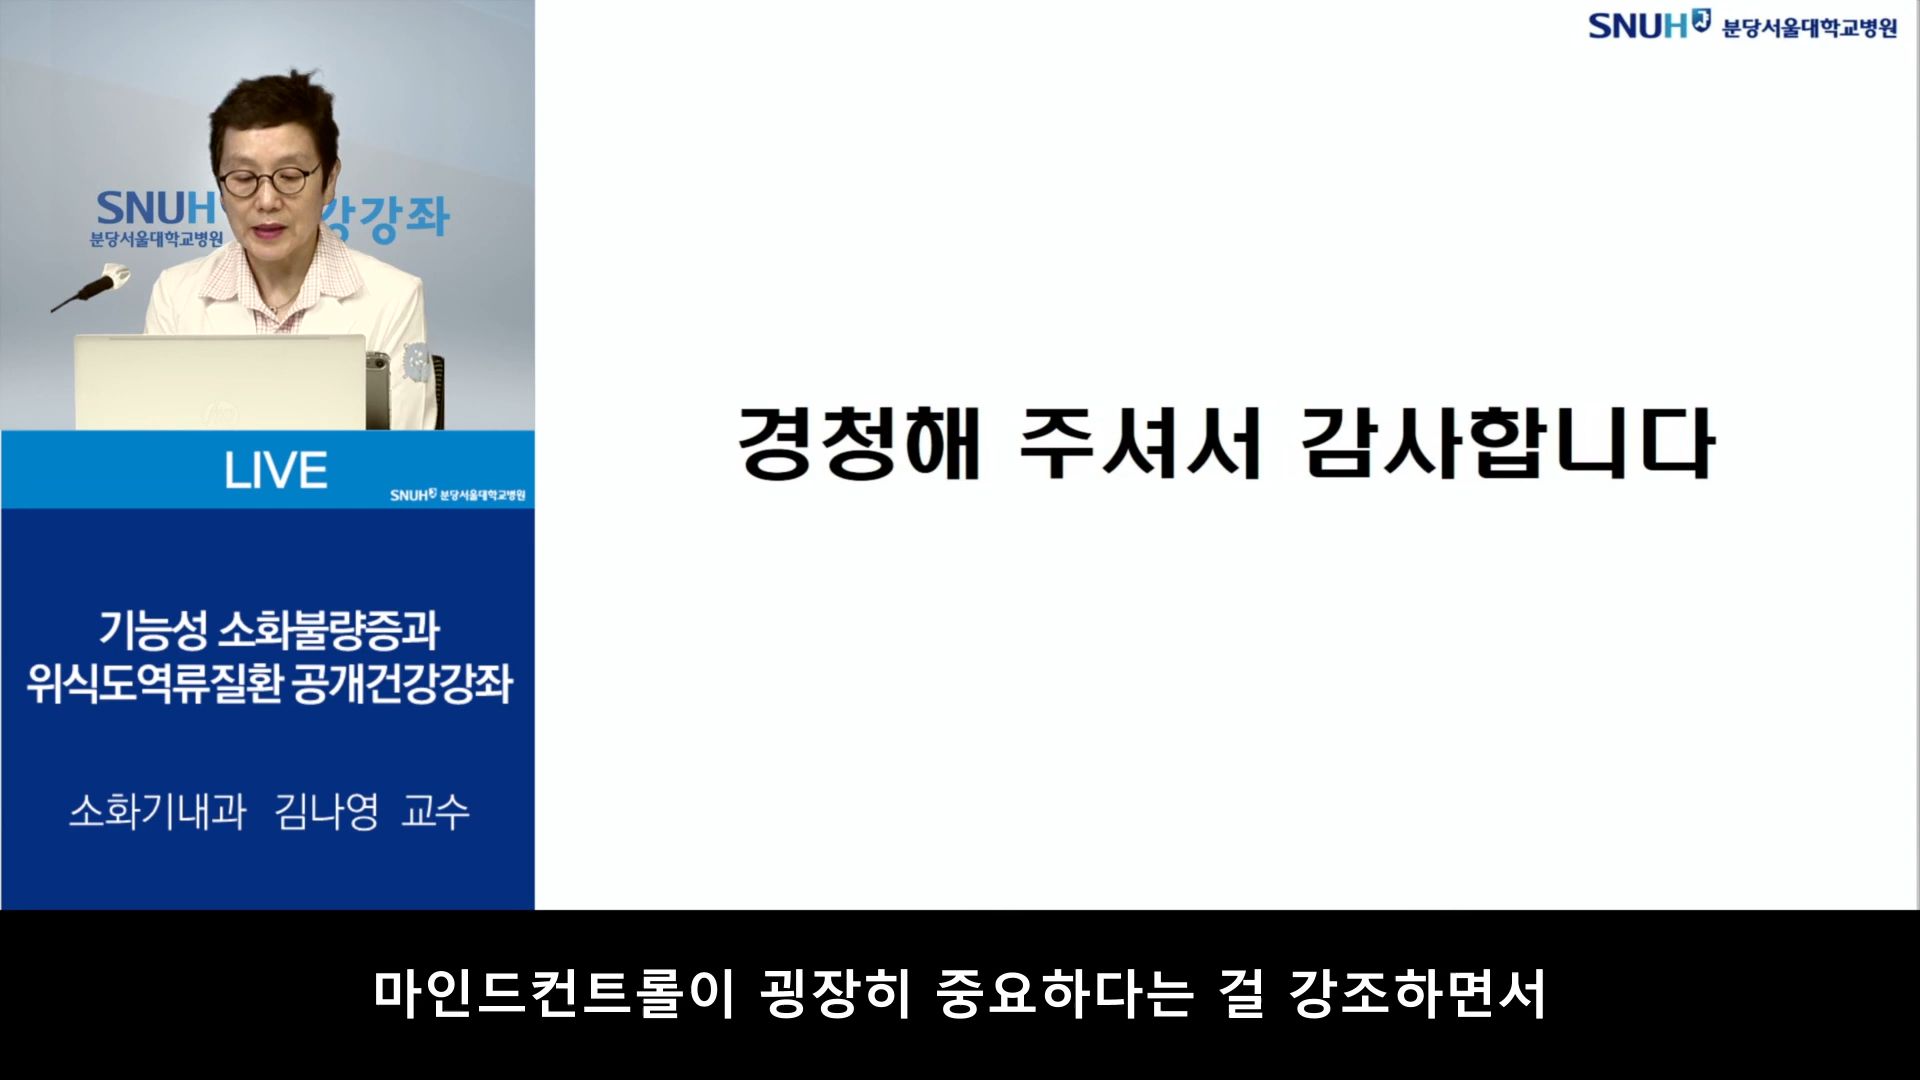 SNUH 분당서울대학교병원
SNUH 강강좌
분당서울대학교병원
LIVE
SNUH 분당서울대학교병원
기능성 소화불량증과
위식도역류질환 공개건강강좌
소화기내과 김나영 교수
경청해 주셔서 감사합니다
마인드컨트롤이 굉장히 중요하다는 걸 강조하면서